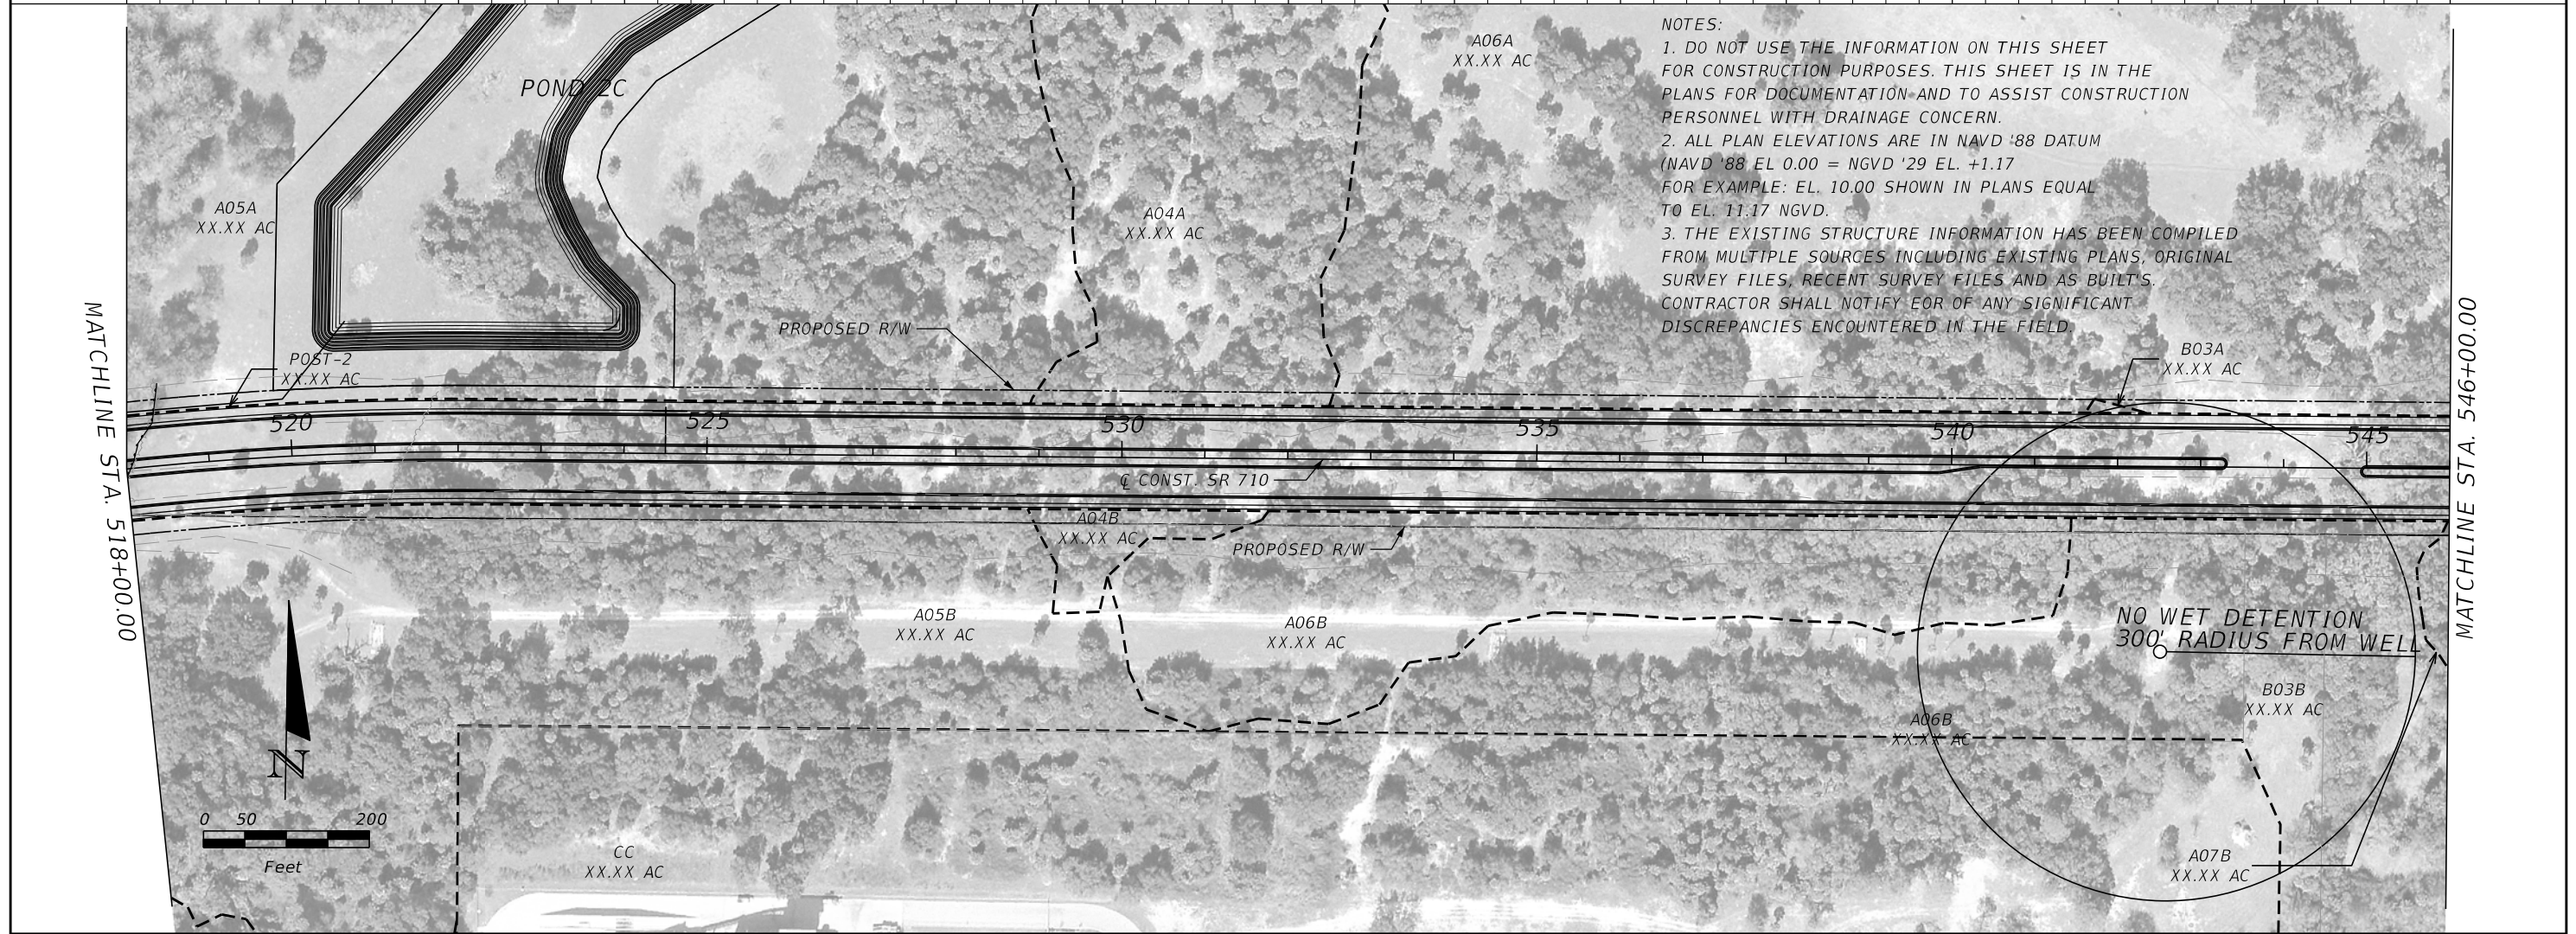 NOTES:
1. DO NOT USE THE INFORMATION ON THIS SHEET
FOR CONSTRUCTION PURPOSES. THIS SHEET IS IN THE
PLANS FOR DOCUMENTATION AND TO ASSIST CONSTRUCTION
PERSONNEL WITH DRAINAGE CONCERN.
2. ALL PLAN ELEVATIONS ARE IN NAVD '88 DATUM
(NAVD '88 EL 0.00 = NGVD '29 EL. +1.17
FOR EXAMPLE: EL. 10.00 SHOWN IN PLANS EQUAL
TO EL. 11.17 NGVD.
3. THE EXISTING STRUCTURE INFORMATION HAS BEEN COMPILED
FROM MULTIPLE SOURCES INCLUDING EXISTING PLANS, ORIGINAL
SURVEY FILES, RECENT SURVEY FILES AND AS BUILT'S.
CONTRACTOR SHALL NOTIFY EOR OF ANY SIGNIFICANT
DISCREPANCIES ENCOUNTERED IN THE FIELD.
POND 2C
A06A
XX.XX AC
A05A
XX.XX AC
A04A
XX.XX AC
MATCHLINE STA. 518+00.00
MATCHLINE STA. 546+00.00
PROPOSED R/W
POST-2
XX.XX AC
B03A
XX.XX AC
520
525
530
535
540
545
℄ CONST. SR 710
A04B
XX.XX AC
PROPOSED R/W
A05B
XX.XX AC
A06B
XX.XX AC
NO WET DETENTION
300' RADIUS FROM WELL
B03B
XX.XX AC
A06B
XX.XX AC
N
0 50 200
Feet
CC
XX.XX AC
A07B
XX.XX AC